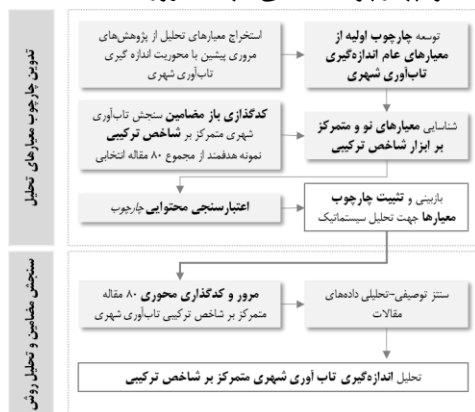 تدوین چارچوب معیارهای تحلیل
توسعه چارچوب اولیه از
معیارهای عام اندازه‌گیری
تاب‌آوری شهری
استخراج معیارهای تحلیل از پژوهش‌های
مروری پیشین با محوریت اندازه گیری
تاب‌آوری شهری
شناسایی معیارهای نو و متمرکز
بر ابزار شاخص ترکیبی
کدگذاری باز مضامین سنجش تاب‌آوری
شهری متمرکز بر شاخص ترکیبی
نمونه هدفمند از مجموع ۸۰ مقاله انتخابی
بازبینی و تثبیت چارچوب
معیارها جهت تحلیل سیستماتیک
اعتبارسنجی محتوایی چارچوب
سنجش مضامین و تحلیل روش
مرور و کدگذاری محوری ۸۰ مقاله
متمرکز بر شاخص ترکیبی تاب‌آوری شهری
سنتز توصیفی-تحلیلی داده‌های
مقالات
تحلیل اندازه‌گیری تاب آوری شهری متمرکز بر شاخص ترکیبی